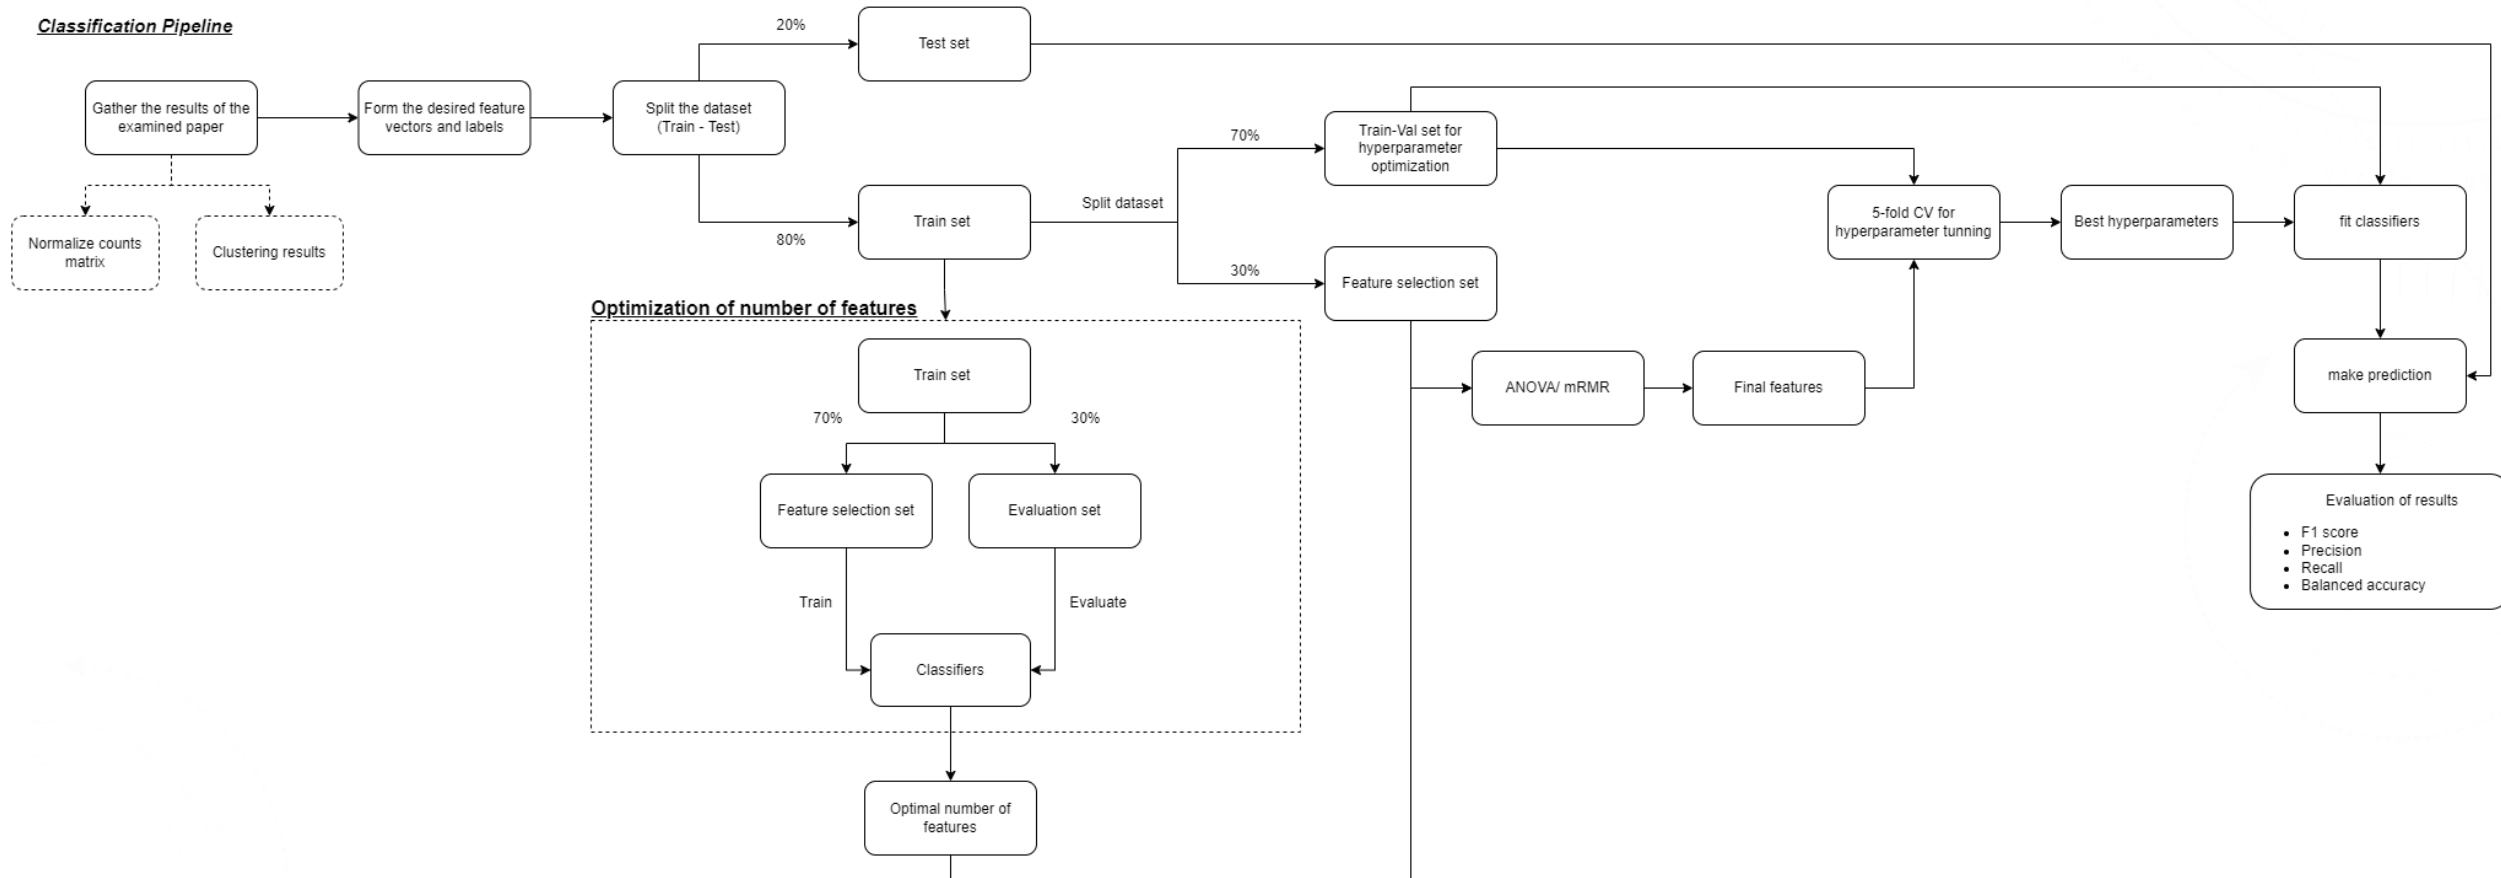 Classification Pipeline
20%
Test set
Gather the results of the
examined paper
Form the desired feature
vectors and labels
Split the dataset
(Train - Test)
Normalize counts
matrix
Clustering results
80%
Train set
Split dataset
70%
30%
Train-Val set for
hyperparameter
optimization
Feature selection set
5-fold CV for
hyperparameter tunning
Best hyperparameters
fit classifiers
ANOVA/ mRMR
Final features
make prediction
Evaluation of results
• F1 score
• Precision
• Recall
• Balanced accuracy
Optimization of number of features
Train set
70%
30%
Feature selection set
Evaluation set
Train
Evaluate
Classifiers
Optimal number of
features